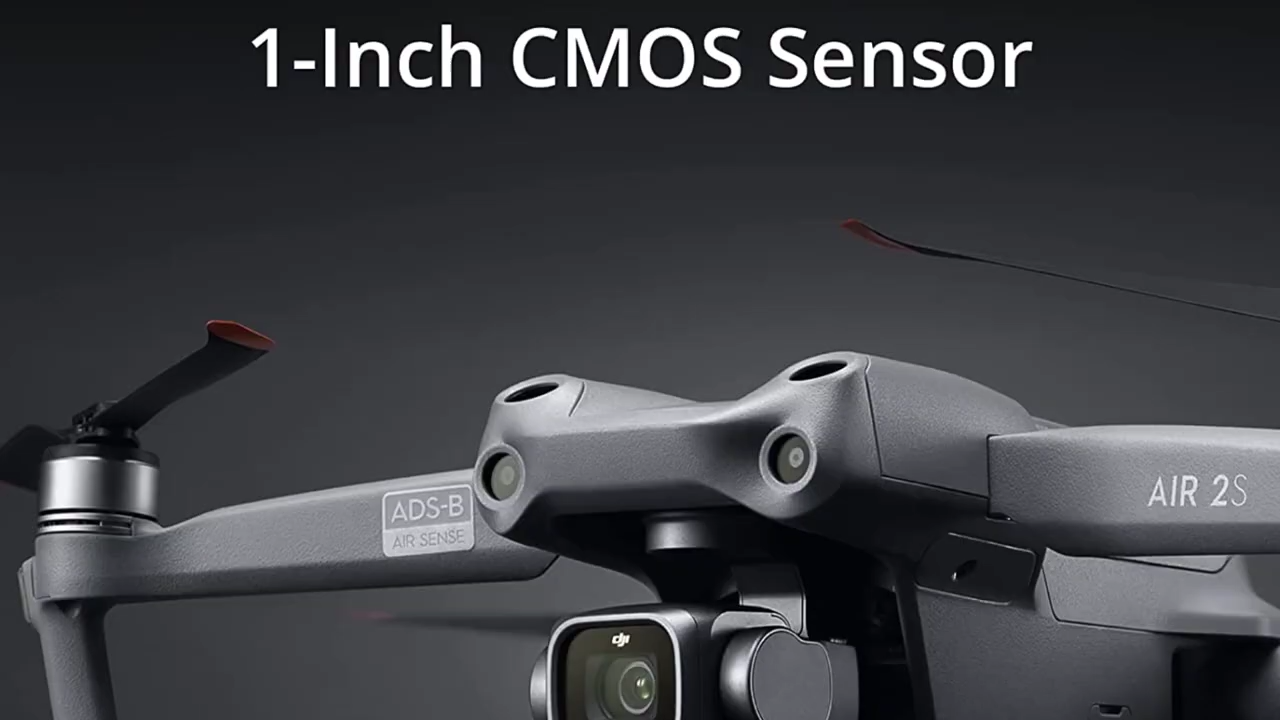 1-Inch CMOS Sensor
ADS-B
AIR SENSE
AIR 2S
dji